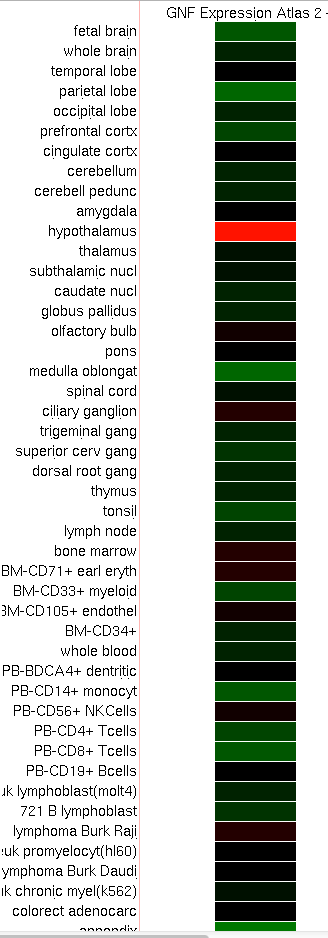 GNF Expression Atlas 2
fetal brain
whole brain
temporal lobe
parietal lobe
occipital lobe
prefrontal cortx
cingulate cortx
cerebellum
cerebell pedunc
amygdala
hypothalamus
thalamus
subthalamic nucl
caudate nucl
globus pallidus
olfactory bulb
pons
medulla oblongat
spinal cord
ciliary ganglion
trigeminal gang
superior cerv gang
dorsal root gang
thymus
tonsil
lymph node
bone marrow
BM-CD71+ earl eryth
BM-CD33+ myeloid
BM-CD105+ endothel
BM-CD34+
whole blood
PB-BDCA4+ dentritic
PB-CD14+ monocyt
PB-CD56+ NKCells
PB-CD4+ Tcells
PB-CD8+ Tcells
PB-CD19+ Bcells
uk lymphoblast(molt4)
721 B lymphoblast
lymphoma Burk Raji
euk promyelocyt(hl60)
ymphoma Burk Daudi
uk chronic myel(k562)
colorect adenocarc
appendix